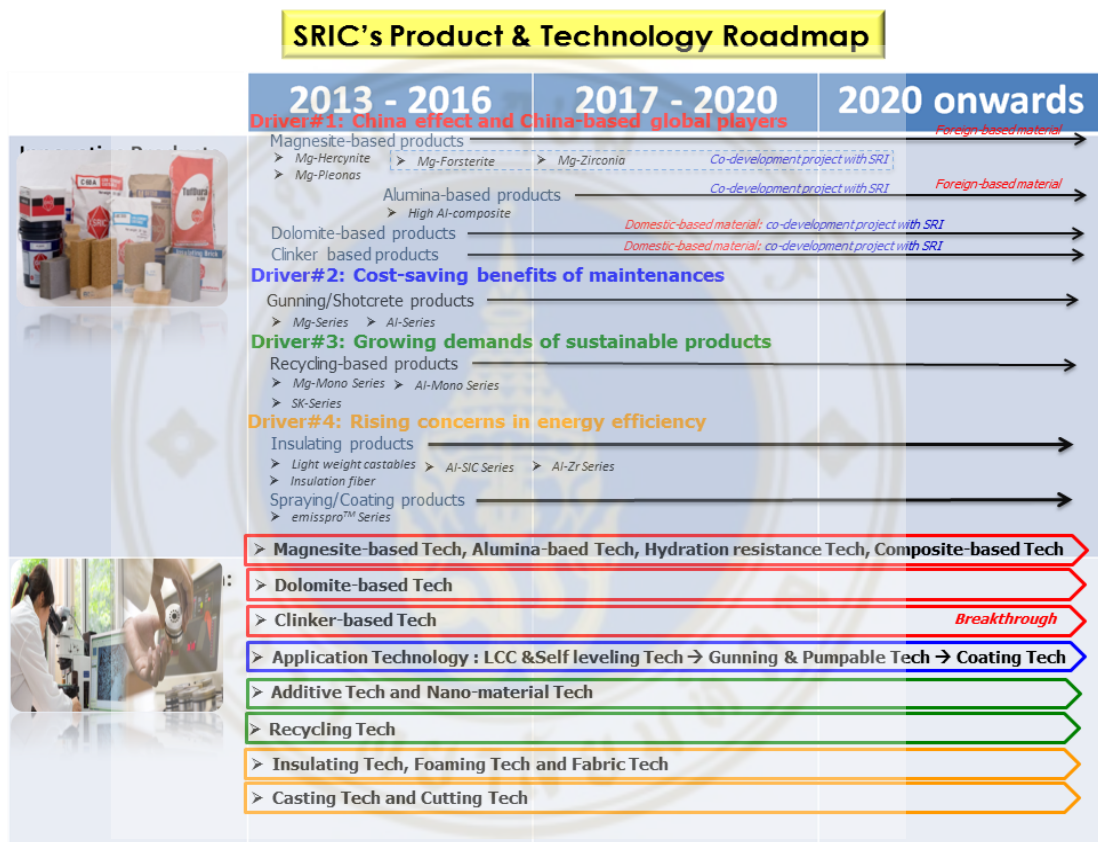 SRIC's Product & Technology Roadmap
2013 - 2016
2017 - 2020
2020 onwards
Driver#1: China effect and China-based global players
Magnesite-based products
Foreign-based material
➤ Mg-Hercynite
➤ Mg-Forsterite
➤ Mg-Zirconia
Co-development project with SRI
➤ Mg-Pleonas
Alumina-based products
Co-development project with SRI
Foreign-based material
➤ High Al-composite
Dolomite-based products
Domestic-based material: co-development project with SRI
Clinker based products
Domestic-based material: co-development project with SRI
Driver#2: Cost-saving benefits of maintenances
Gunning/Shotcrete products
➤ Mg-Series
➤ Al-Series
Driver#3: Growing demands of sustainable products
Recycling-based products
➤ Mg-Mono Series
➤ Al-Mono Series
➤ SK-Series
Driver#4: Rising concerns in energy efficiency
Insulating products
➤ Light weight castables
➤ Al-SIC Series
➤ Al-Zr Series
➤ Insulation fiber
Spraying/Coating products
➤ emisspro™ Series
➤ Magnesite-based Tech, Alumina-baed Tech, Hydration resistance Tech, Composite-based Tech
➤ Dolomite-based Tech
➤ Clinker-based Tech
Breakthrough
➤ Application Technology : LCC &Self leveling Tech → Gunning & Pumpable Tech → Coating Tech
➤ Additive Tech and Nano-material Tech
➤ Recycling Tech
➤ Insulating Tech, Foaming Tech and Fabric Tech
➤ Casting Tech and Cutting Tech